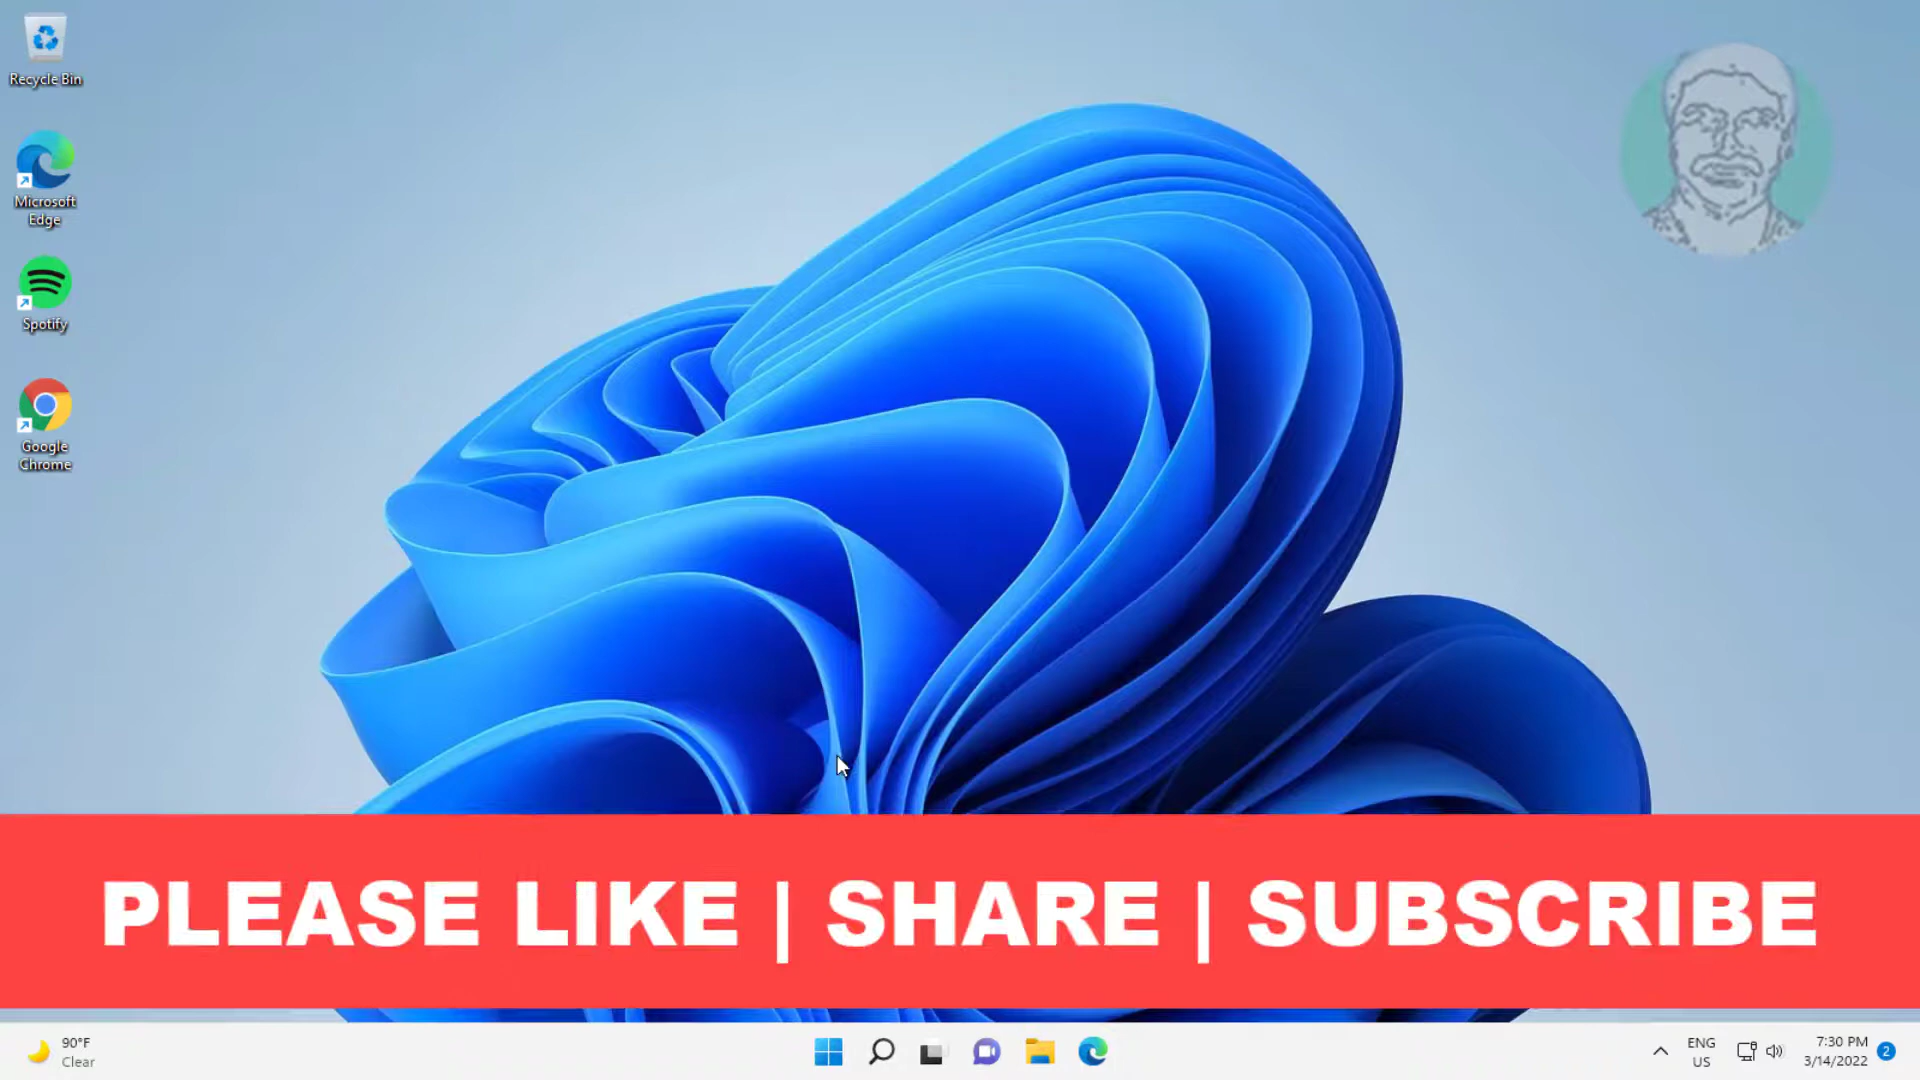 Recycle Bin
Microsoft
Edge
Spotify
Google
Chrome
PLEASE LIKE | SHARE | SUBSCRIBE
90°F
Clear
ENG
US
7:30 PM
3/14/2022
2